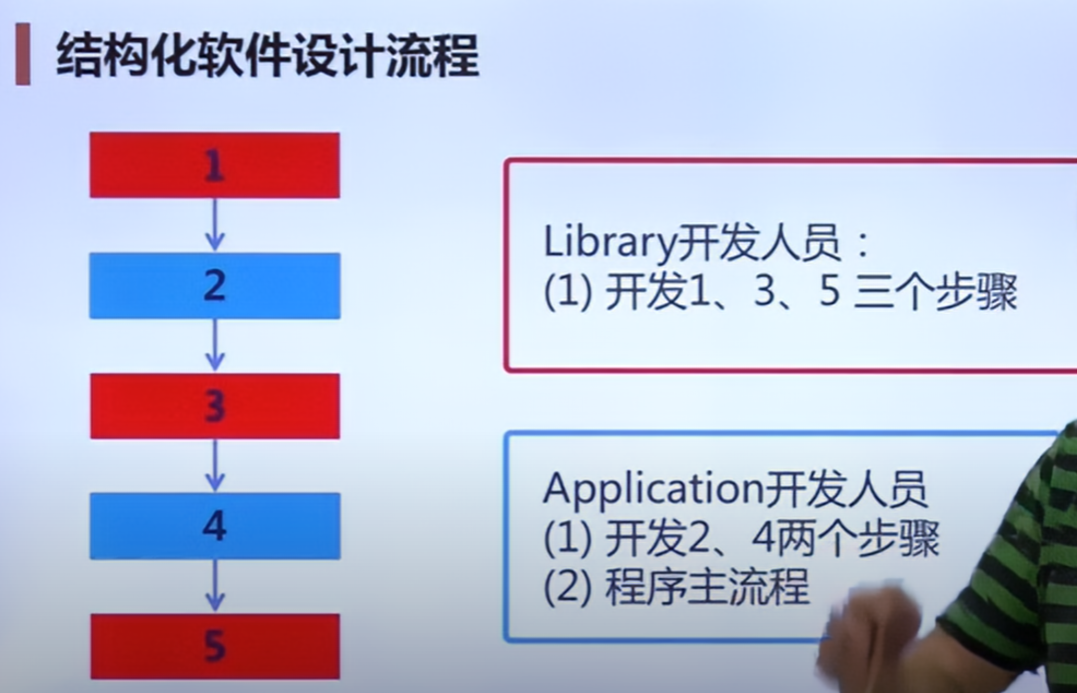 结构化软件设计流程
1
2
3
4
5
Library开发人员：
(1) 开发1、3、5 三个步骤
Application开发人员
(1) 开发2、4两个步骤
(2) 程序主流程